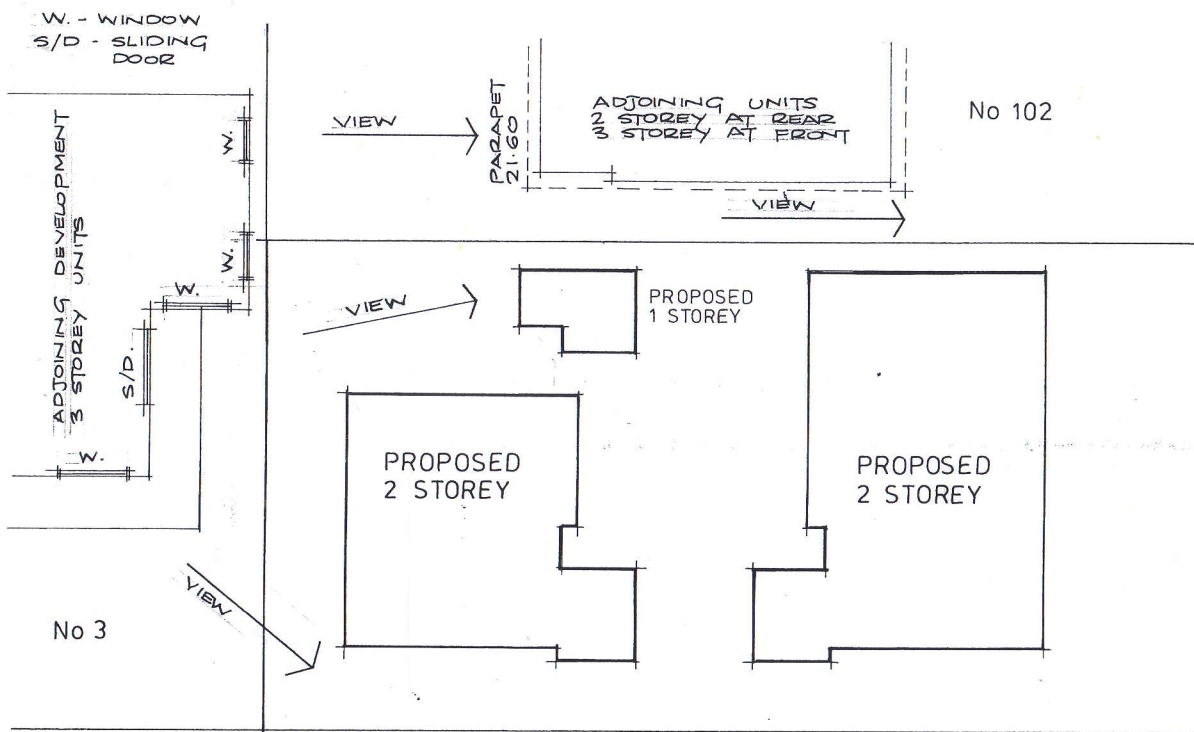 W. - WINDOW
S/D - SLIDING
DOOR
VIEW
PARAPET
21.60
ADJOINING UNITS
2 STOREY AT REAR
3 STOREY AT FRONT
No 102
VIEW
W.
W.
W.
S/D.
W.
ADJOINING DEVELOPMENT
3 STOREY UNITS
VIEW
PROPOSED
1 STOREY
PROPOSED
2 STOREY
PROPOSED
2 STOREY
VIEW
No 3